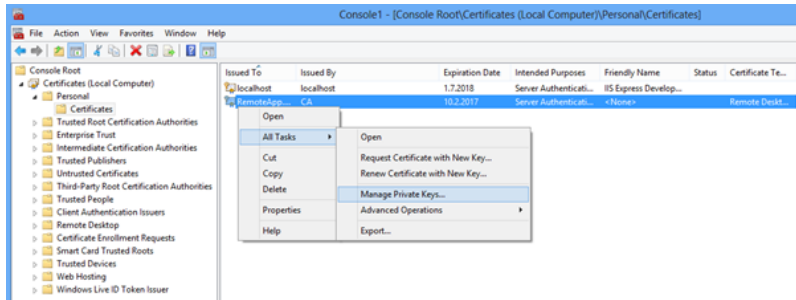 Console1 - [Console Root\Certificates (Local Computer)\Personal\Certificates]
File Action View Favorites Window Help
Console Root
Certificates (Local Computer)
Personal
Certificates
Trusted Root Certification Authorities
Enterprise Trust
Intermediate Certification Authorities
Trusted Publishers
Untrusted Certificates
Third-Party Root Certification Authorities
Trusted People
Client Authentication Issuers
Remote Desktop
Certificate Enrollment Requests
Smart Card Trusted Roots
Trusted Devices
Web Hosting
Windows Live ID Token Issuer
Issued To Issued By Expiration Date Intended Purposes Friendly Name Status Certificate Te...
localhost localhost 1.7.2018 Server Authenticati... IIS Express Develop...
RemoteApp.... CA 10.2.2017 Server Authenticati... <None> Remote Deskt...
Open
All Tasks
Cut
Copy
Delete
Properties
Help
Open
Request Certificate with New Key...
Renew Certificate with New Key...
Manage Private Keys...
Advanced Operations
Export...